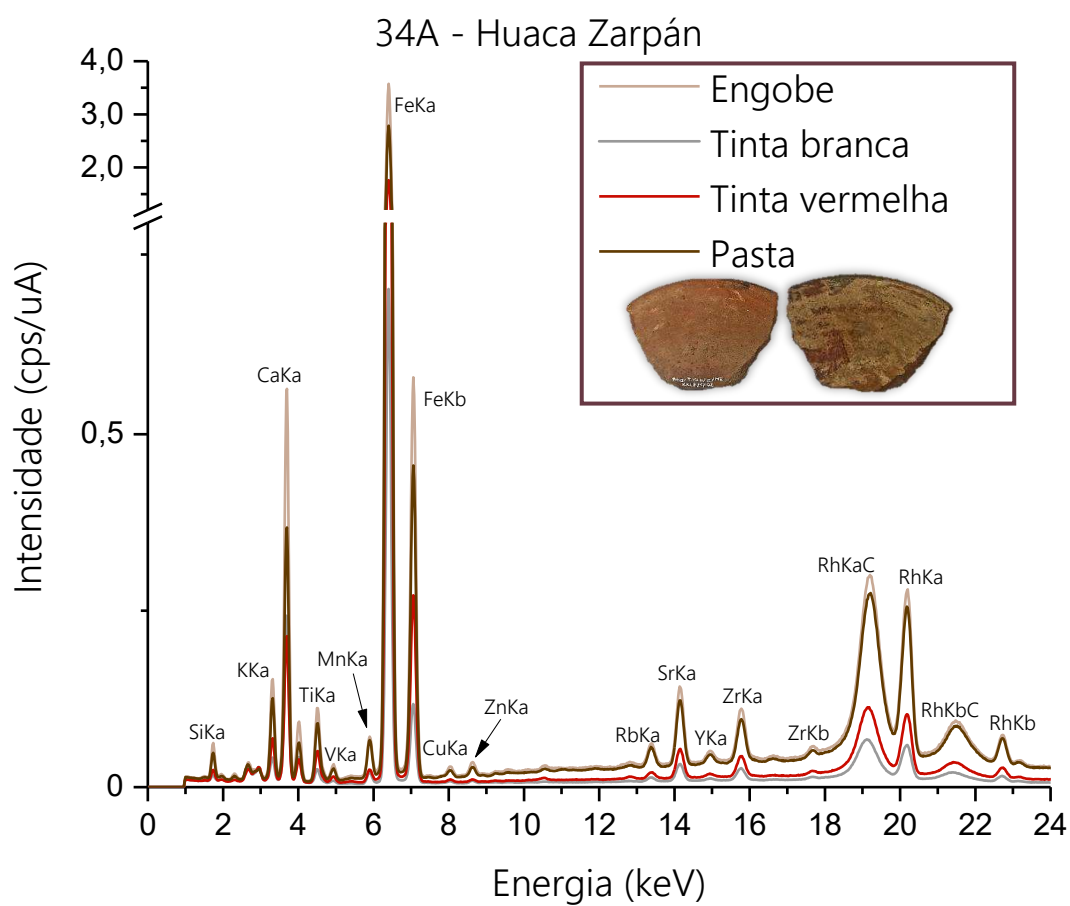 34A - Huaca Zarpán
Engobe
Tinta branca
Tinta vermelha
Pasta
4,0
3,0
2,0
0,5
0
Intensidade (cps/uA)
FeKa
CaKa
FeKb
KKa
MnKa
TiKa
SiKa
VKa
CuKa
ZnKa
RbKa
SrKa
YKa
ZrKa
ZrKb
RhKaC
RhKa
RhKbC
RhKb
0 2 4 6 8 10 12 14 16 18 20 22 24
Energia (keV)